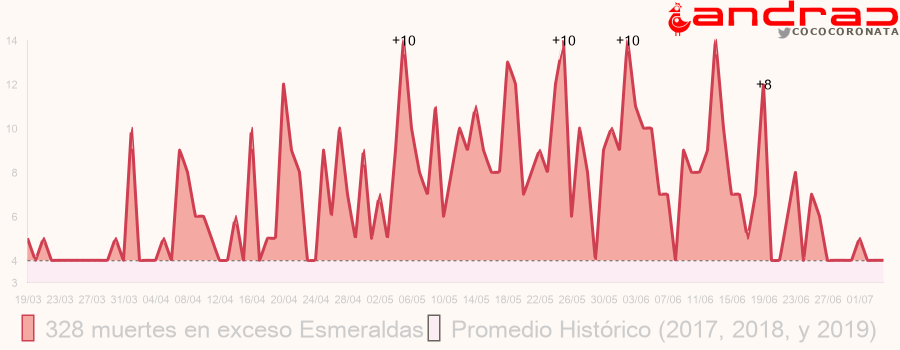 andrab
COCOCORONATA
14
12
10
8
6
4
3
+10
+10
+10
+8
19/03 23/03 27/03 31/03 04/04 08/04 12/04 16/04 20/04 24/04 28/04 02/05 06/05 10/05 14/05 18/05 22/05 26/05 30/05 03/06 07/06 11/06 15/06 19/06 23/06 27/06 01/07
328 muertes en exceso Esmeraldas Promedio Histórico (2017, 2018, y 2019)